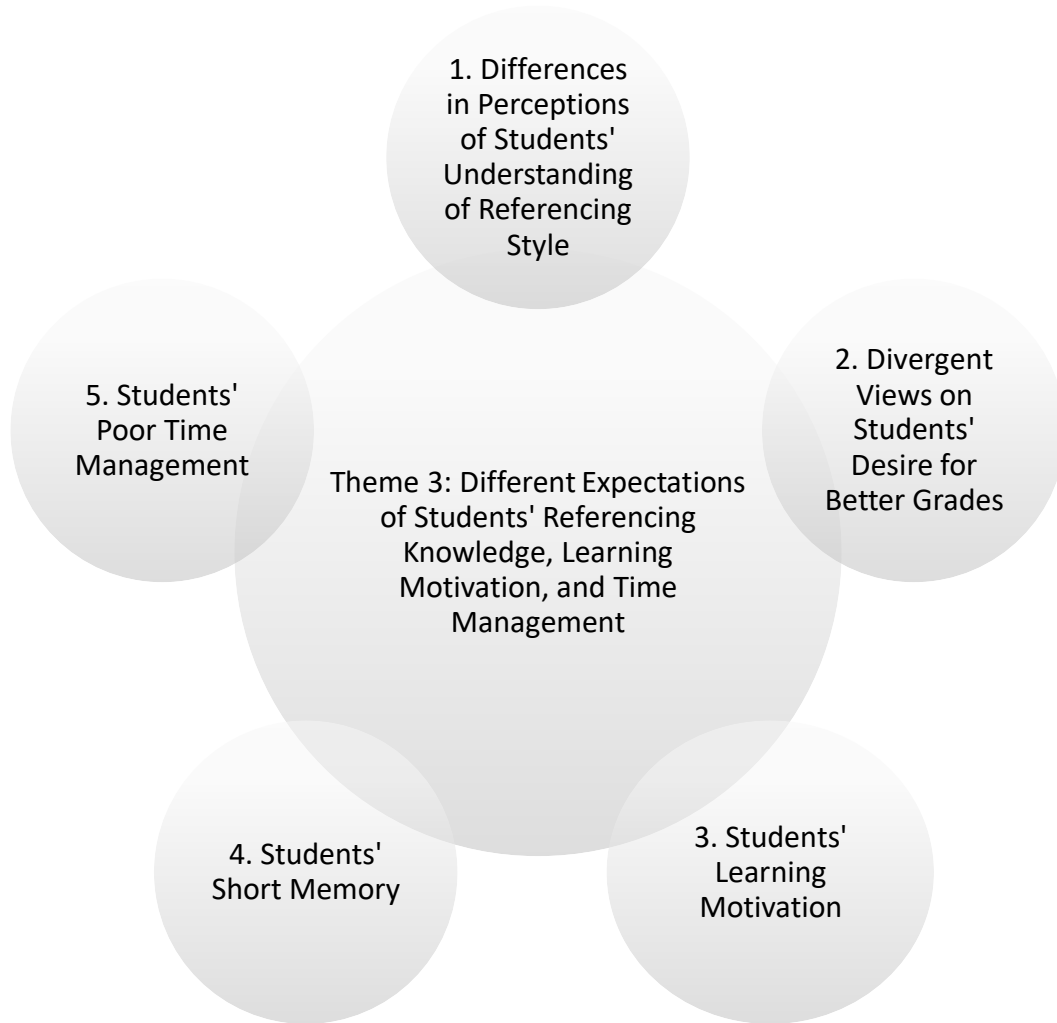 1. Differences
in Perceptions
of Students'
Understanding
of Referencing
Style
2. Divergent
Views on
Students'
Desire for
Better Grades
5. Students'
Poor Time
Management
Theme 3: Different Expectations
of Students' Referencing
Knowledge, Learning
Motivation, and Time
Management
4. Students'
Short Memory
3. Students'
Learning
Motivation